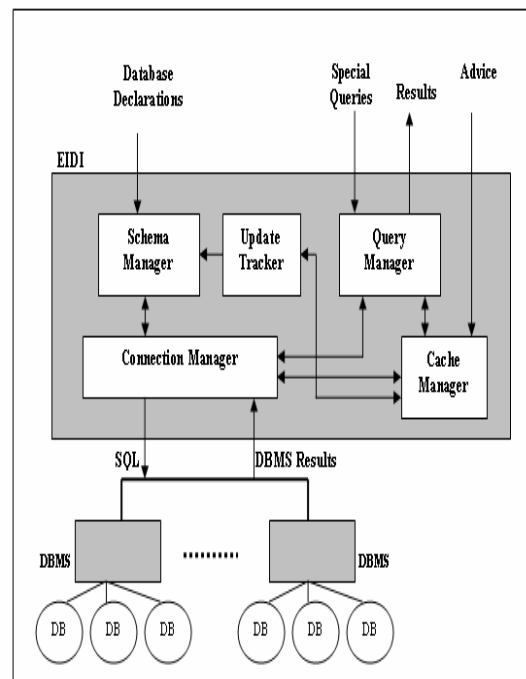 Database
Declarations
Special
Queries
Results
Advice
EIDI
Schema
Manager
Update
Tracker
Query
Manager
Connection Manager
Cache
Manager
SQL
DBMS Results
DBMS
DBMS
DB
DB
DB
DB
DB
DB